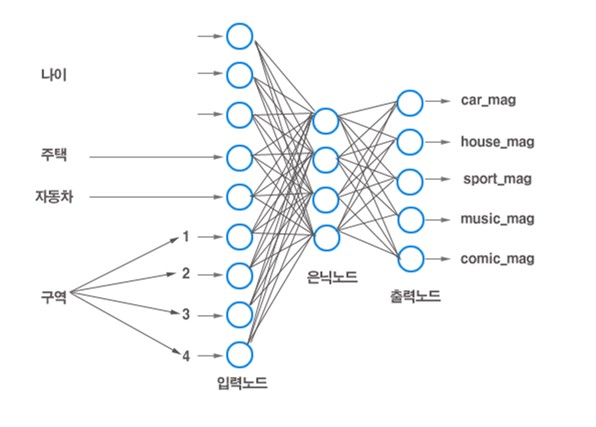 나이
주택
자동차
구역
1
2
3
4
입력노드
은닉노드
출력노드
car_mag
house_mag
sport_mag
music_mag
comic_mag